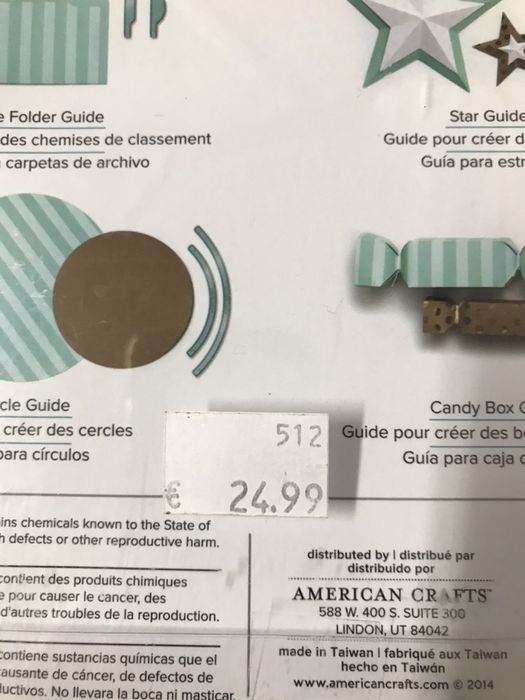 e Folder Guide
des chemises de classement
carpetas de archivo
Star Guide
Guide pour créer d
Guía para estr
cle Guide
créer des cercles
para círculos
Candy Box G
Guide pour créer des b
Guía para caja
512
€ 24.99
ins chemicals known to the State of
h defects or other reproductive harm.
contient des produits chimiques
e pour causer le cancer, des
d'autres troubles de la reproduction.
contiene sustancias químicas que el
ausante de cáncer, de defectos de
ductivos. No llevara la boca ni masticar.
distributed by | distribué par
distribuido por
AMERICAN CRAFTS™
588 W. 400 S. SUITE 300
LINDON, UT 84042
made in Taiwan | fabriqué aux Taiwan
hecho en Taiwán
www.americancrafts.com © 2014